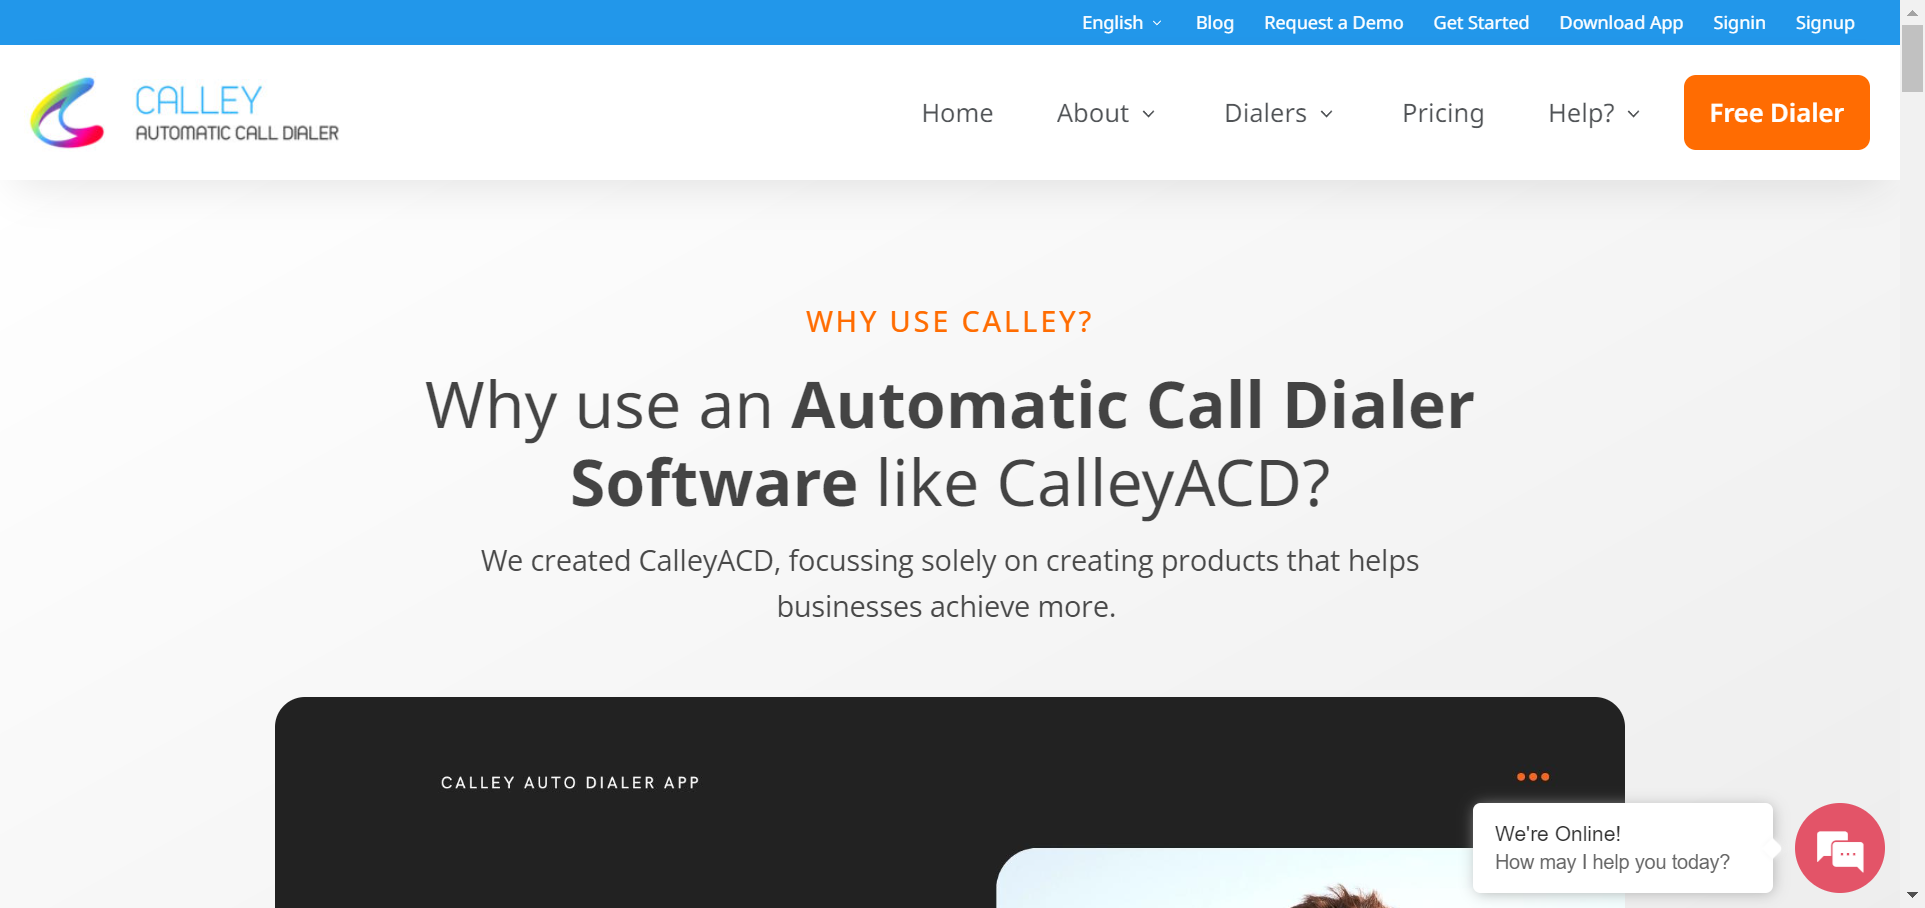 English
Blog
Request a Demo
Get Started
Download App
Signin
Signup
CALLEY
AUTOMATIC CALL DIALER
Home
About
Dialers
Pricing
Help?
Free Dialer
WHY USE CALLEY?
Why use an Automatic Call Dialer
Software like CalleyACD?
We created CalleyACD, focussing solely on creating products that helps
businesses achieve more.
CALLEY AUTO DIALER APP
We're Online!
How may I help you today?